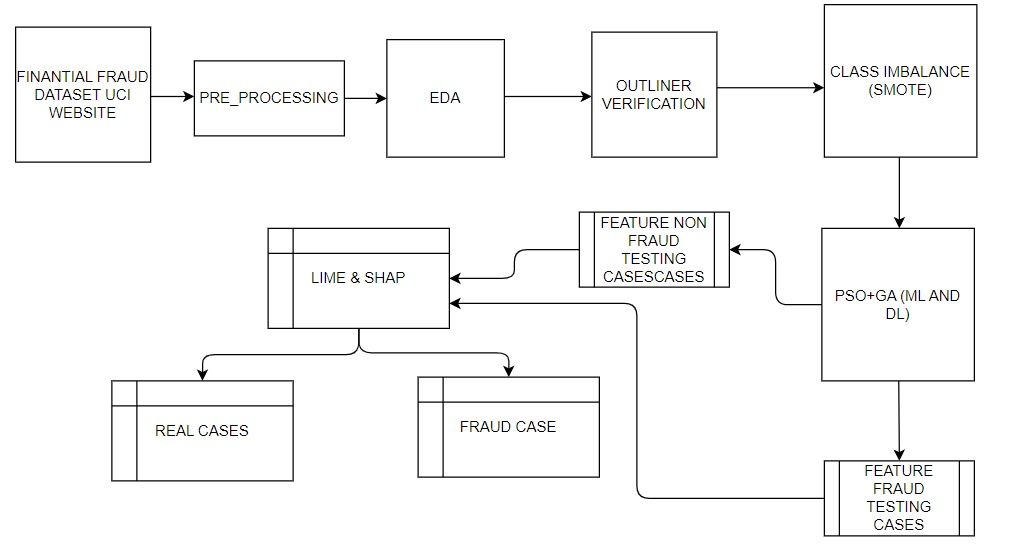 FINANTIAL FRAUD
DATASET UCI
WEBSITE
PRE_PROCESSING
EDA
OUTLINER
VERIFICATION
CLASS IMBALANCE
(SMOTE)
FEATURE NON
FRAUD
TESTING
CASESCASES
LIME & SHAP
PSO+GA (ML AND
DL)
REAL CASES
FRAUD CASE
FEATURE
FRAUD
TESTING
CASES